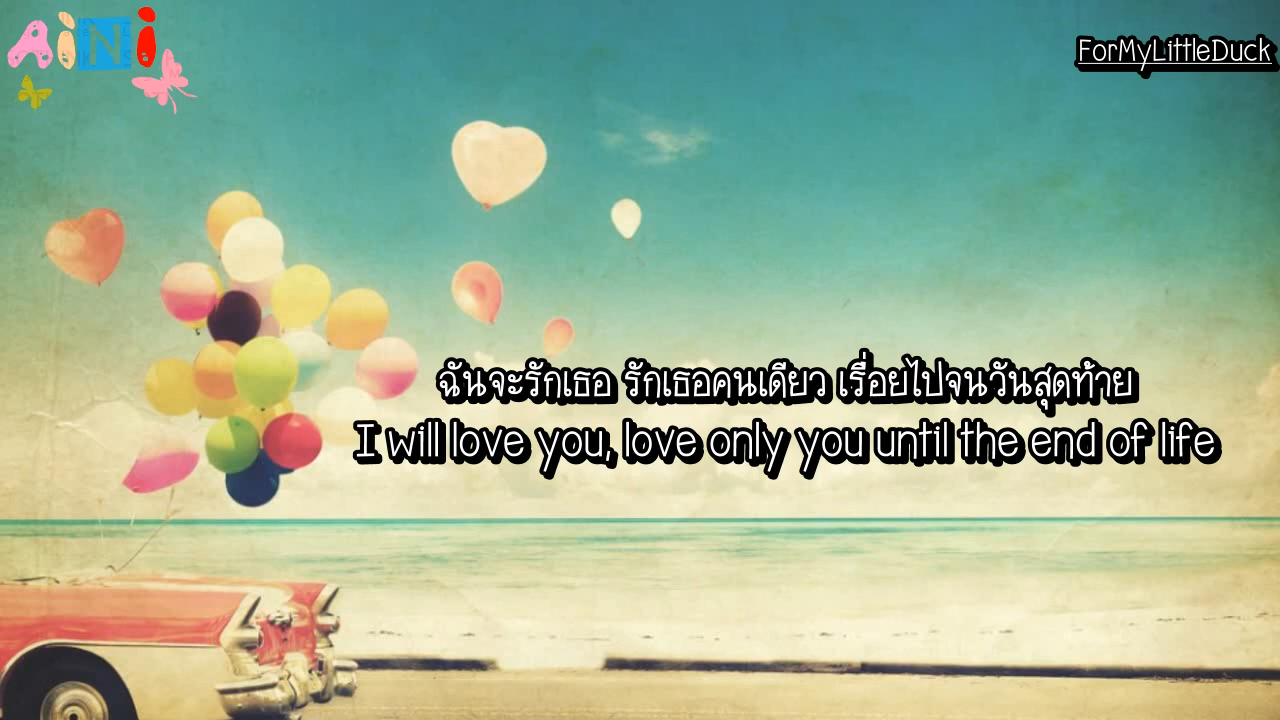 AiNi
ForMyLittleDuck
ฉันจะรักเธอ รักเธอคนเดียว เรื่อยไปจนวันสุดท้าย
I will love you, love only you until the end of life